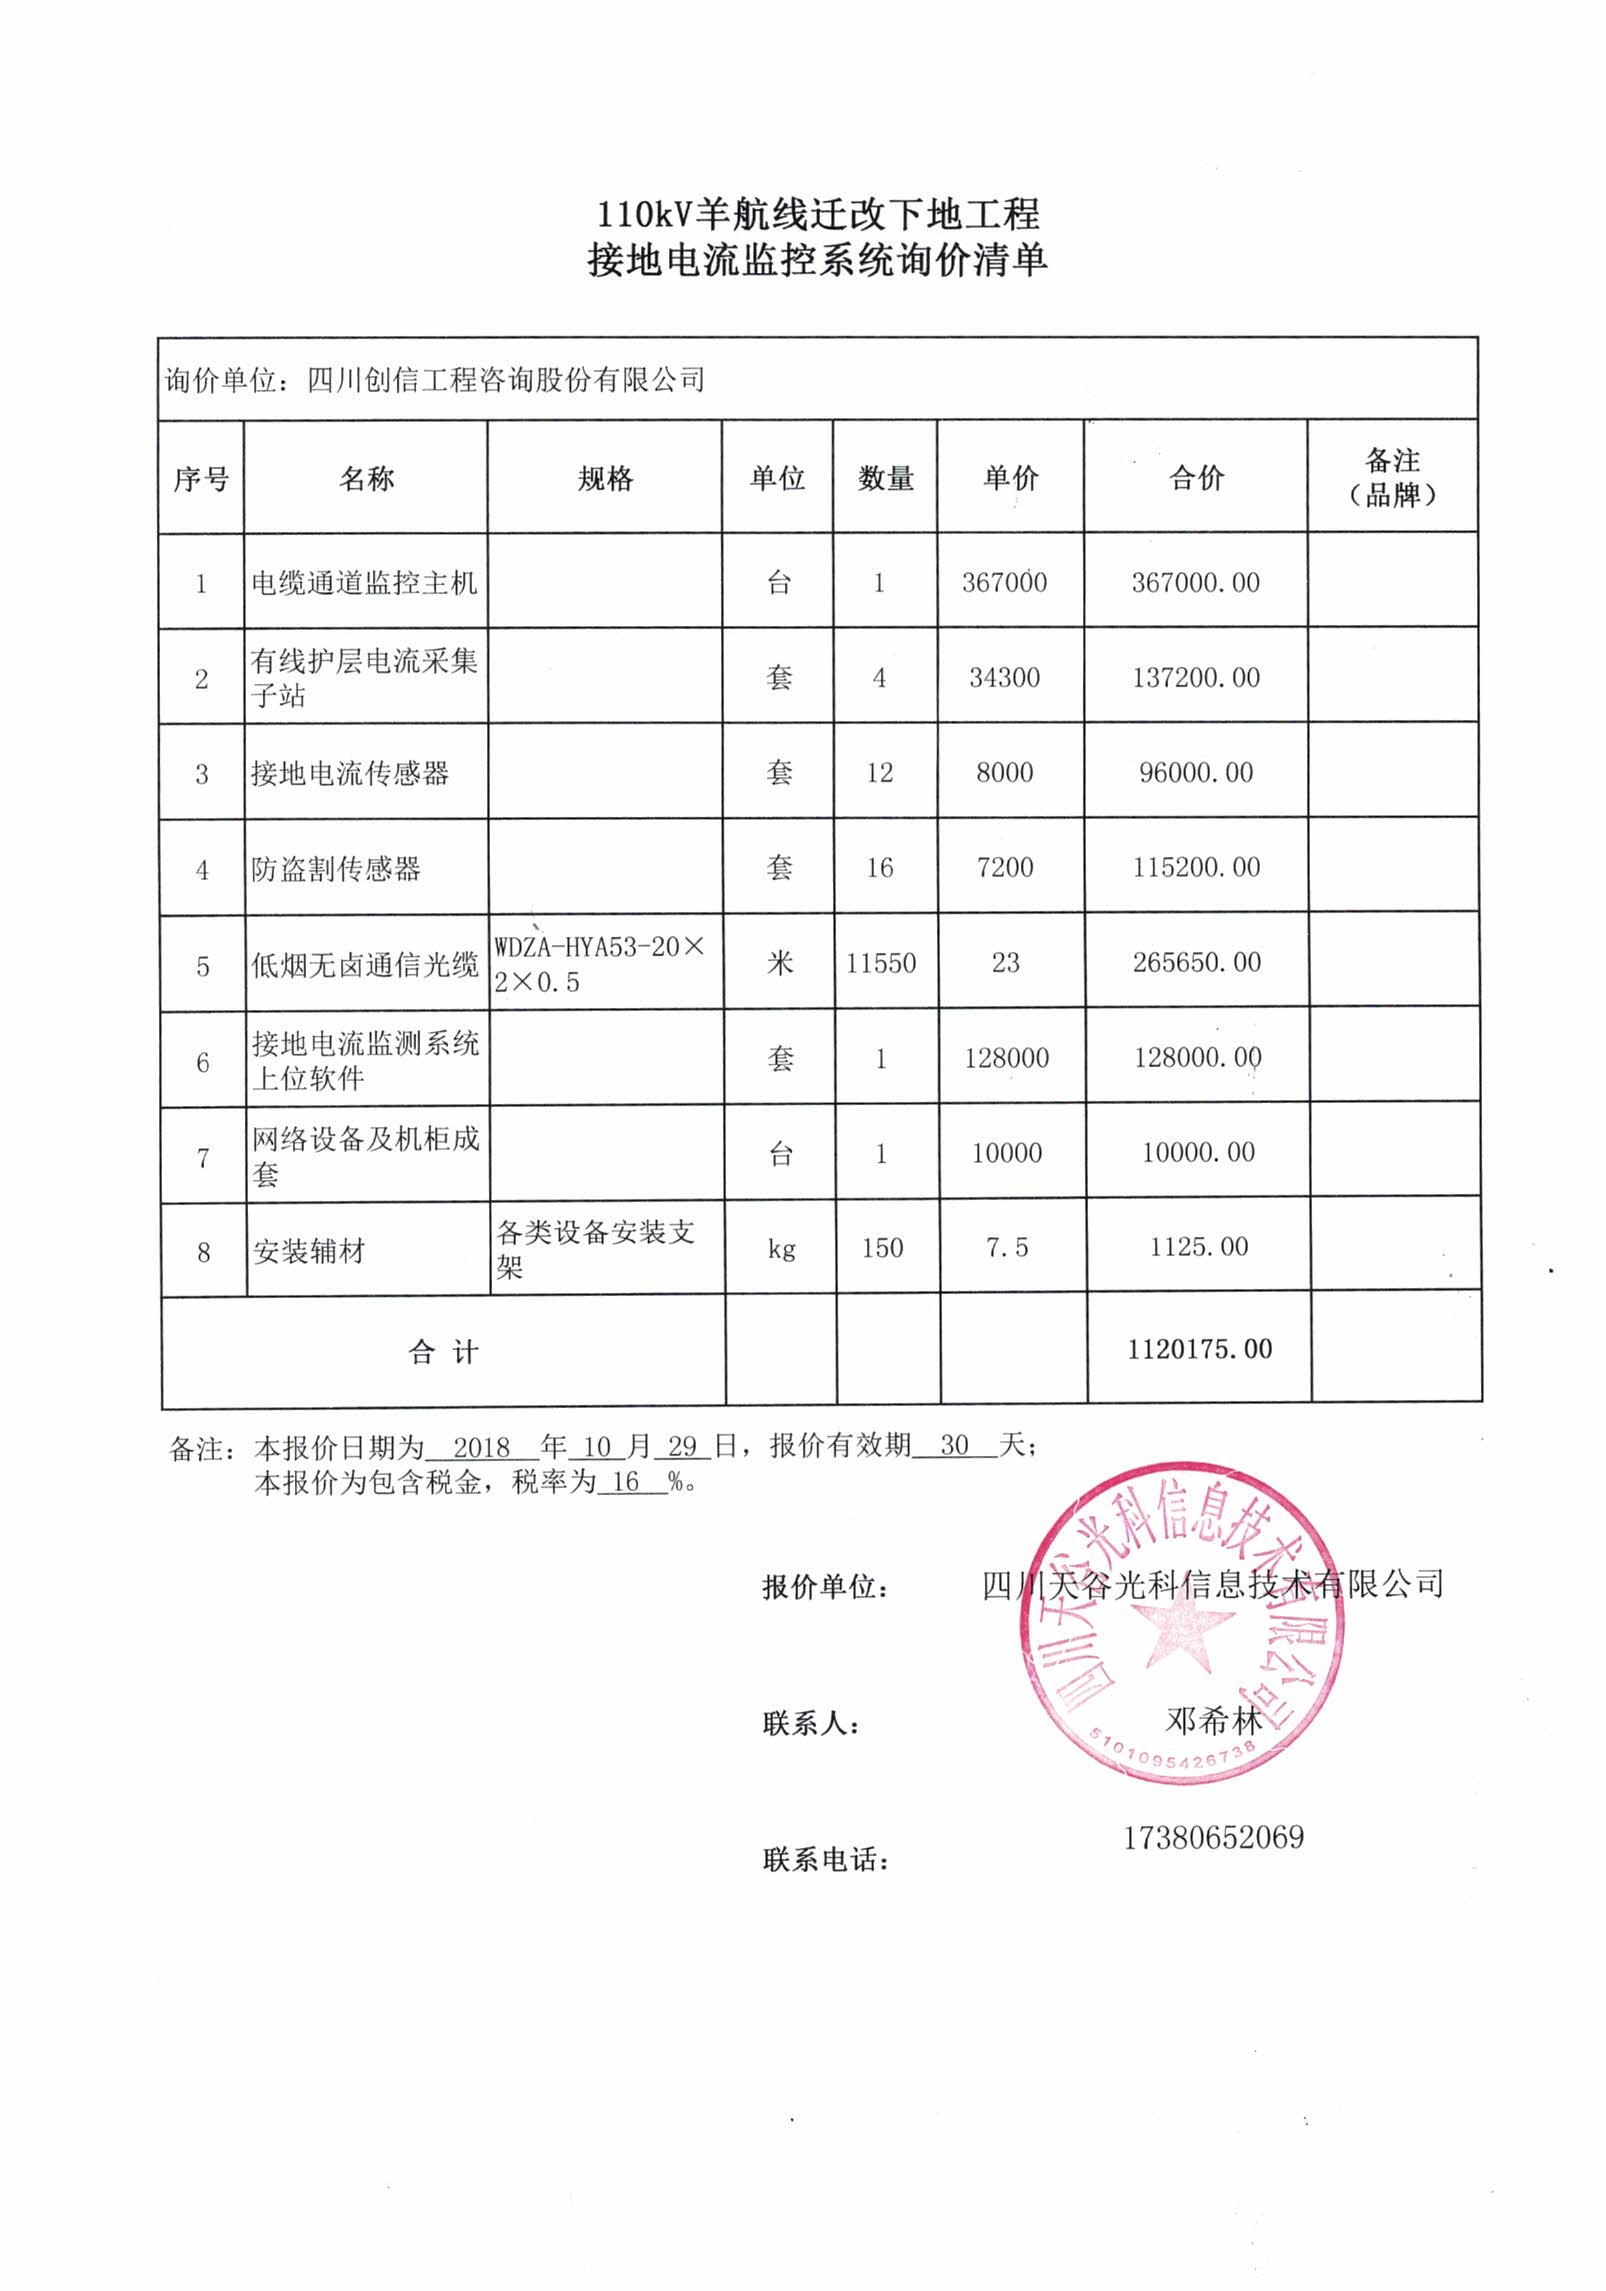 110kV羊航线迁改下地工程
接地电流监控系统询价清单
询价单位：四川创信工程咨询股份有限公司
序号 名称 规格 单位 数量 单价 合价 备注
（品牌）
1 电缆通道监控主机 台 1 367000 367000.00
2 有线护层电流采集
子站 套 4 34300 137200.00
3 接地电流传感器 套 12 8000 96000.00
4 防盗割传感器 套 16 7200 115200.00
5 低烟无卤通信光缆 WDZA-HYA53-20×
2×0.5 米 11550 23 265650.00
6 接地电流监测系统
上位软件 套 1 128000 128000.00
7 网络设备及机柜成
套 台 1 10000 10000.00
8 安装辅材 各类设备安装支
架 kg 150 7.5 1125.00
合 计 1120175.00
备注：本报价日期为 2018 年 10 月 29 日，报价有效期 30 天；
本报价为包含税金，税率为 16 %。
报价单位： 四川天谷光科信息技术有限公司
联系人： 邓希林
联系电话： 17380652069
四川天谷光科信息技术有限公司
5101095426738